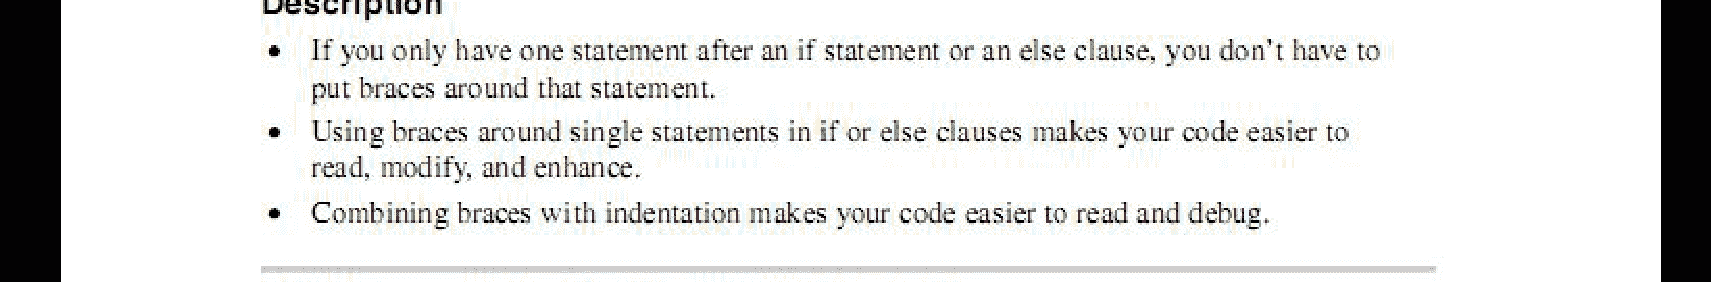 Description
• If you only have one statement after an if statement or an else clause, you don't have to
put braces around that statement.
• Using braces around single statements in if or else clauses makes your code easier to
read, modify, and enhance.
• Combining braces with indentation makes your code easier to read and debug.